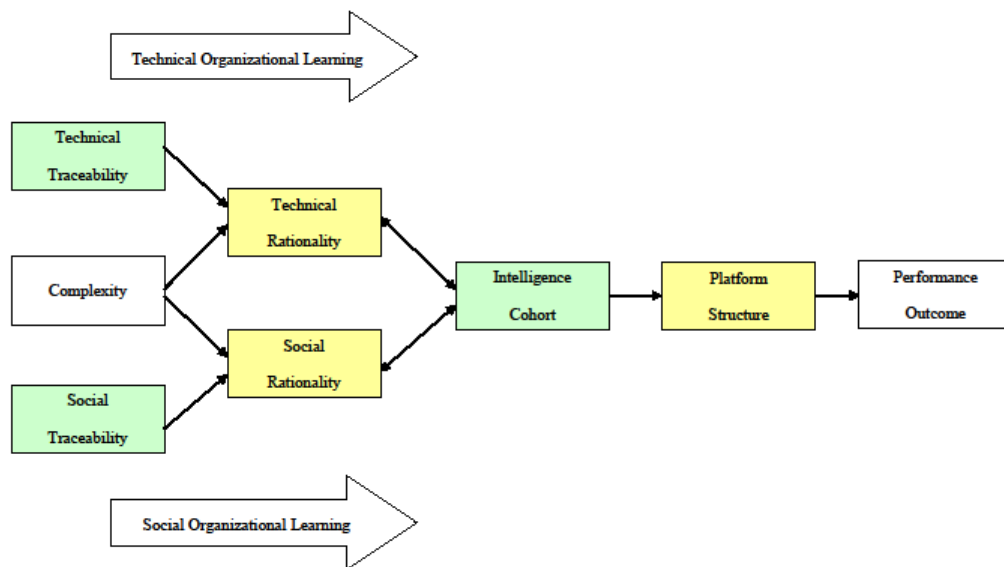 Technical Organizational Learning
Technical
Traceability
Technical
Rationality
Complexity
Intelligence
Cohort
Platform
Structure
Performance
Outcome
Social
Rationality
Social
Traceability
Social Organizational Learning